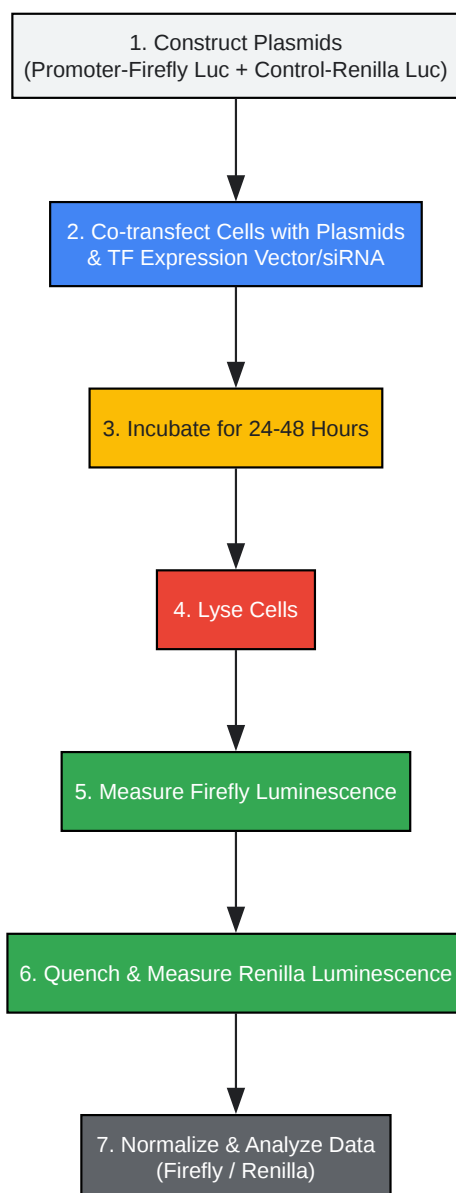 1. Construct Plasmids
(Promoter-Firefly Luc + Control-Renilla Luc)
2. Co-transfect Cells with Plasmids
& TF Expression Vector/siRNA
3. Incubate for 24-48 Hours
4. Lyse Cells
5. Measure Firefly Luminescence
6. Quench & Measure Renilla Luminescence
7. Normalize & Analyze Data
(Firefly / Renilla)